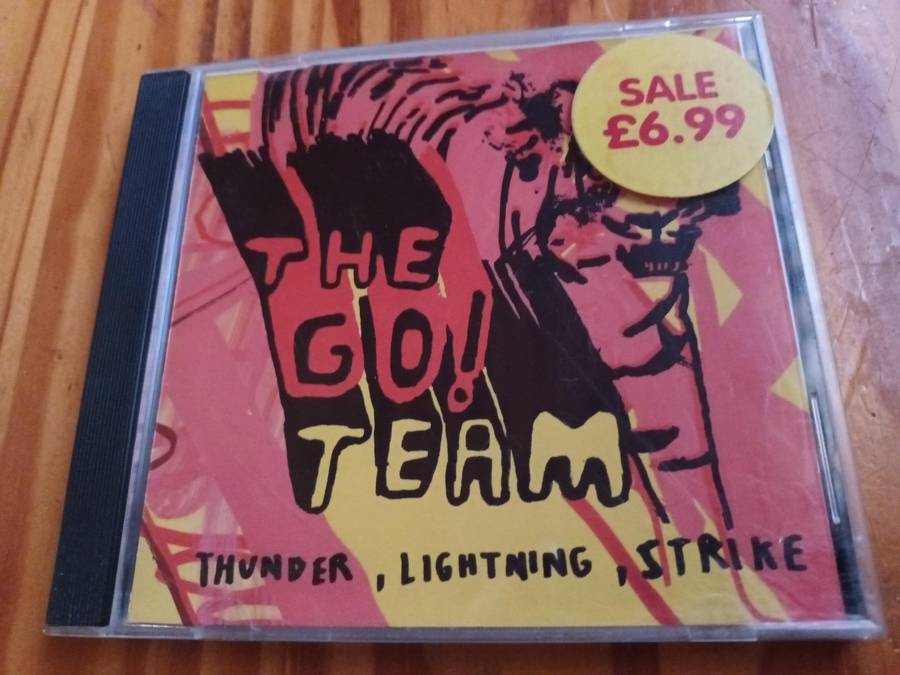 SALE
£6.99
THE
GO!
TEAM
THUNDER, LIGHTNING, STRIKE